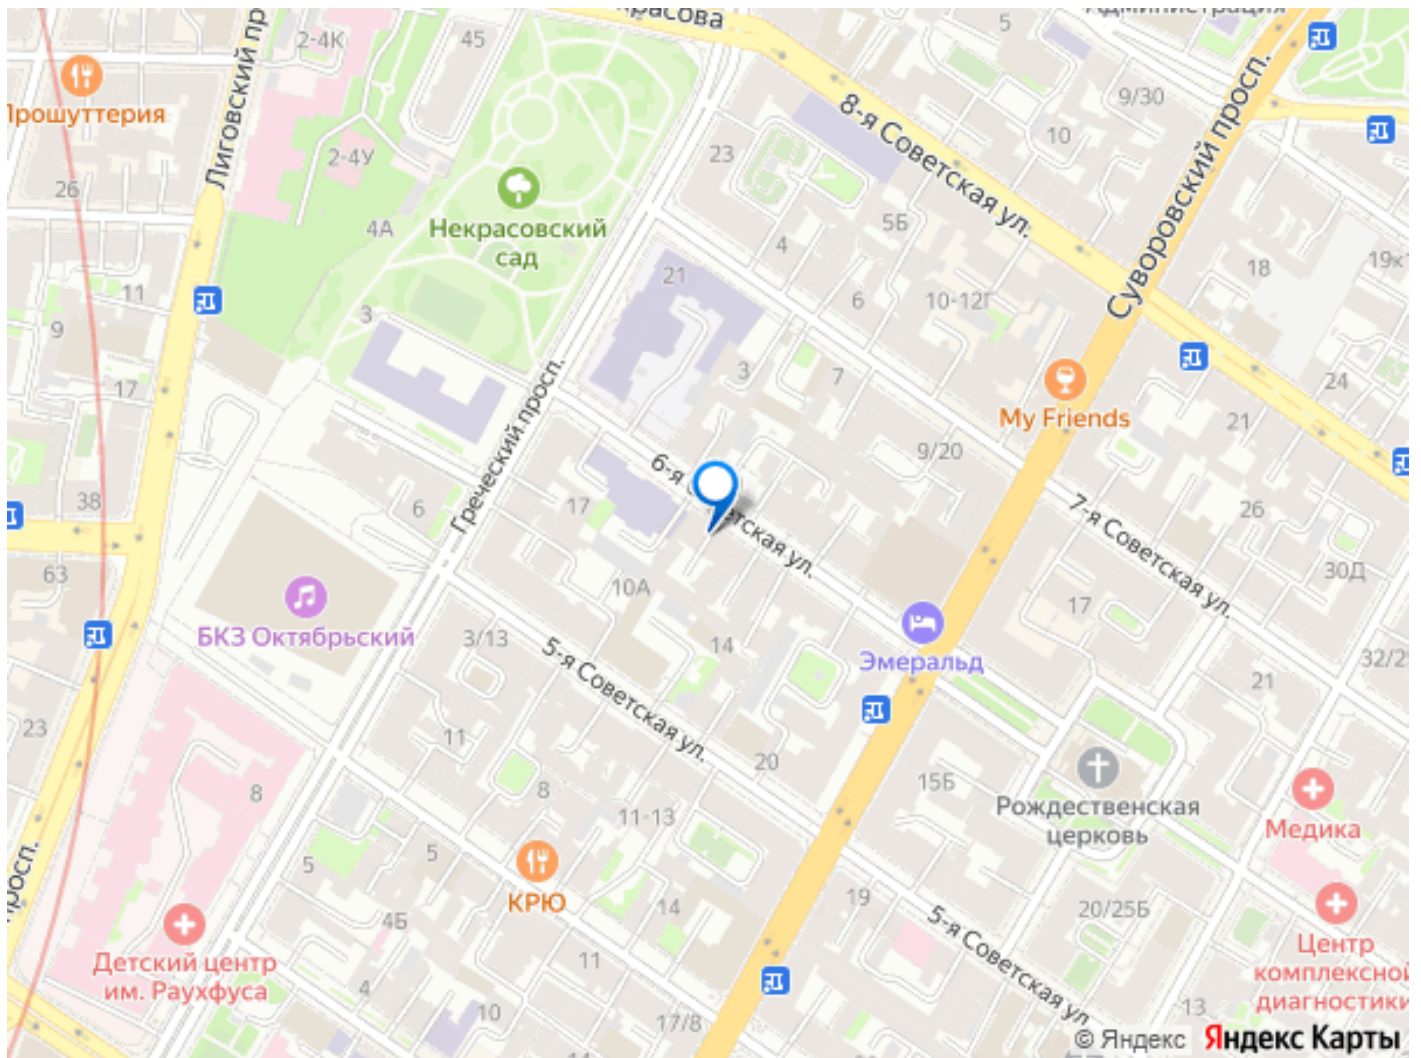 Администрация
2-4К
45
5
Прошуттерия
Лиговский пр
9/30
10
Суворовский просп.
8-я Советская ул.
23
2-4У
26
4А
Некрасовский
сад
5Б
4
18
21
6
10-12Г
11
9
3
3
7
24
My Friends
17
21
9/20
Греческий просп.
6-я
етская ул.
38
6
17
26
7-я Советская ул.
63
10А
30Д
17
БКЗ Октябрьский
3/13
14
5-я Советская ул.
Эмеральд
21
23
11
20
15Б
8
8
Рождественская
церковь
11-13
Медика
5
5
КРЮ
4Б
14
19
20/25Б
5-я Советская ул.
просп.
Детский центр
им. Раухфуса
11
4
10
17/8
13
Центр
комплексной
диагностики
© Яндекс Яндекс Карты